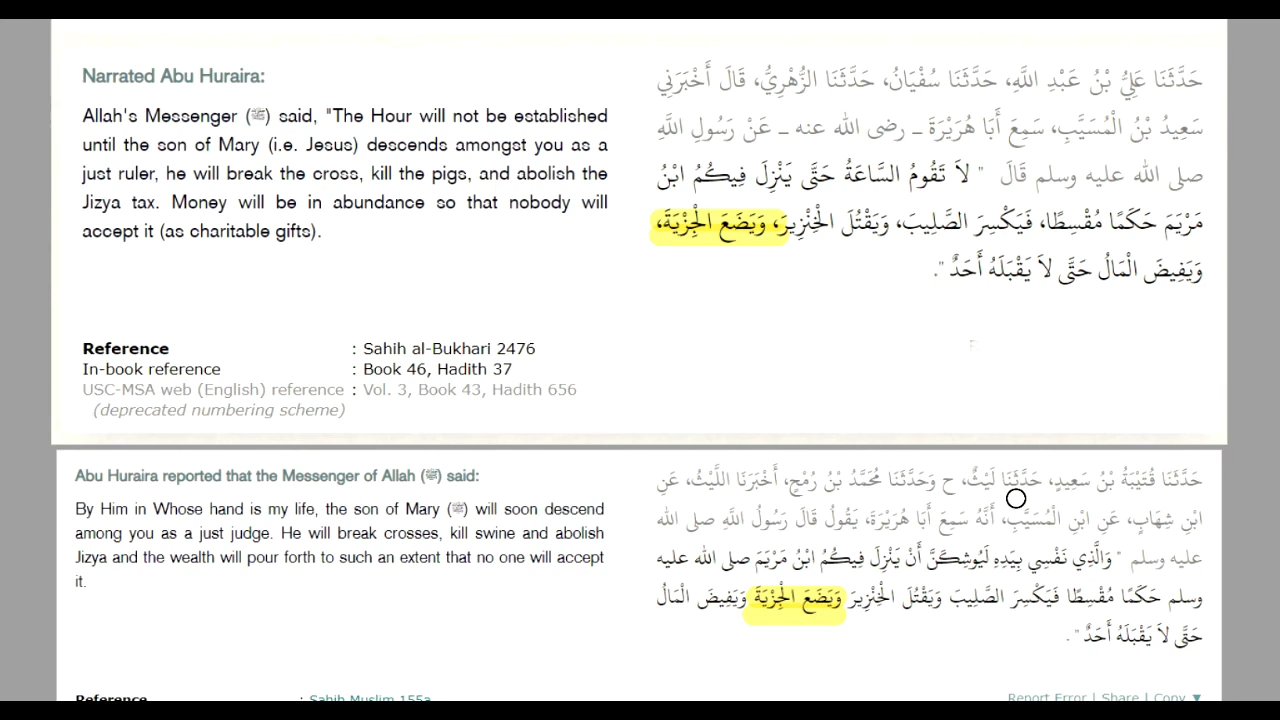 Narrated Abu Huraira:
Allah's Messenger (ﷺ) said, "The Hour will not be established
until the son of Mary (i.e. Jesus) descends amongst you as a
just ruler, he will break the cross, kill the pigs, and abolish the
Jizya tax. Money will be in abundance so that nobody will
accept it (as charitable gifts).
حَدَّثَنَا عَلِيُّ بْنُ عَبْدِ اللَّهِ، حَدَّثَنَا سُفْيَانُ، حَدَّثَنَا الزُّهْرِيُّ، قَالَ أَخْبَرَنِي
سَعِيدُ بْنُ الْمُسَيَّبِ، سَمِعَ أَبَا هُرَيْرَةَ ـ رضى الله عنه ـ عَنْ رَسُولِ اللَّهِ
صلى الله عليه وسلم قَالَ " لاَ تَقُومُ السَّاعَةُ حَتَّى يَنْزِلَ فِيكُمُ ابْنُ
مَرْيَمَ حَكَمًا مُقْسِطًا، فَيَكْسِرَ الصَّلِيبَ، وَيَقْتُلَ الْخِنْزِيرَ، وَيَضَعَ الْجِزْيَةَ،
وَيَفِيضَ الْمَالُ حَتَّى لاَ يَقْبَلَهُ أَحَدٌ ".
Reference : Sahih al-Bukhari 2476
In-book reference : Book 46, Hadith 37
USC-MSA web (English) reference : Vol. 3, Book 43, Hadith 656
(deprecated numbering scheme)
Abu Huraira reported that the Messenger of Allah (ﷺ) said:
By Him in Whose hand is my life, the son of Mary (ﷺ) will soon descend
among you as a just judge. He will break crosses, kill swine and abolish
Jizya and the wealth will pour forth to such an extent that no one will accept
it.
حَدَّثَنَا قُتَيْبَةُ بْنُ سَعِيدٍ، حَدَّثَنَا لَيْثٌ، ح وَحَدَّثَنَا مُحَمَّدُ بْنُ رُمْحٍ، أَخْبَرَنَا اللَّيْثُ، عَنِ
ابْنِ شِهَابٍ، عَنِ ابْنِ الْمُسَيَّبِ، أَنَّهُ سَمِعَ أَبَا هُرَيْرَةَ، يَقُولُ قَالَ رَسُولُ اللَّهِ صلى الله
عليه وسلم " وَالَّذِي نَفْسِي بِيَدِهِ لَيُوشِكَنَّ أَنْ يَنْزِلَ فِيكُمُ ابْنُ مَرْيَمَ صلى الله عليه
وسلم حَكَمًا مُقْسِطًا فَيَكْسِرَ الصَّلِيبَ وَيَقْتُلَ الْخِنْزِيرَ وَيَضَعَ الْجِزْيَةَ وَيَفِيضَ الْمَالُ
حَتَّى لاَ يَقْبَلَهُ أَحَدٌ " .
Reference : Sahih Muslim 155a
Report Error | Share | Copy ▼